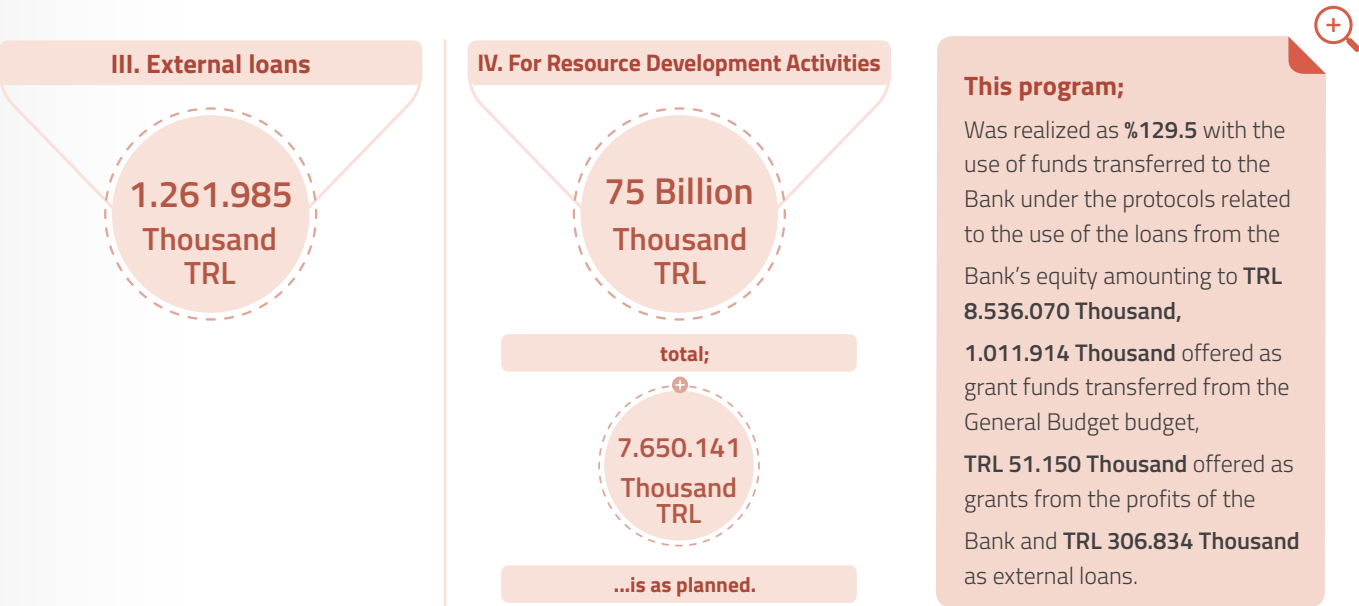 III. External loans
1.261.985
Thousand
TRL
IV. For Resource Development Activities
75 Billion
Thousand
TRL
total;
7.650.141
Thousand
TRL
...is as planned.
This program;
Was realized as %129.5 with the
use of funds transferred to the
Bank under the protocols related
to the use of the loans from the
Bank's equity amounting to TRL
8.536.070 Thousand,
1.011.914 Thousand offered as
grant funds transferred from the
General Budget budget,
TRL 51.150 Thousand offered as
grants from the profits of the
Bank and TRL 306.834 Thousand
as external loans.